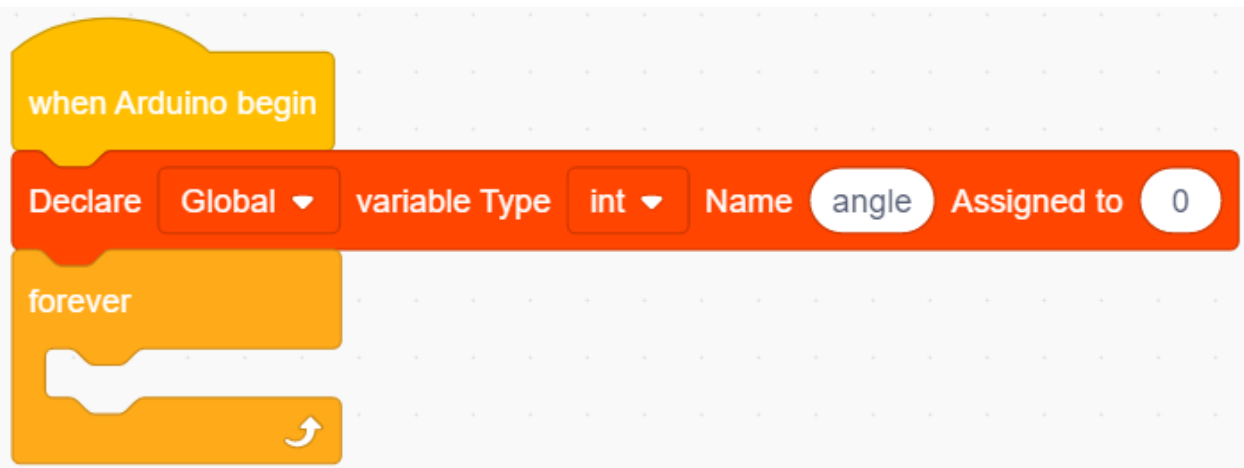 when Arduino begin
Declare Global variable Type int Name angle Assigned to 0
forever